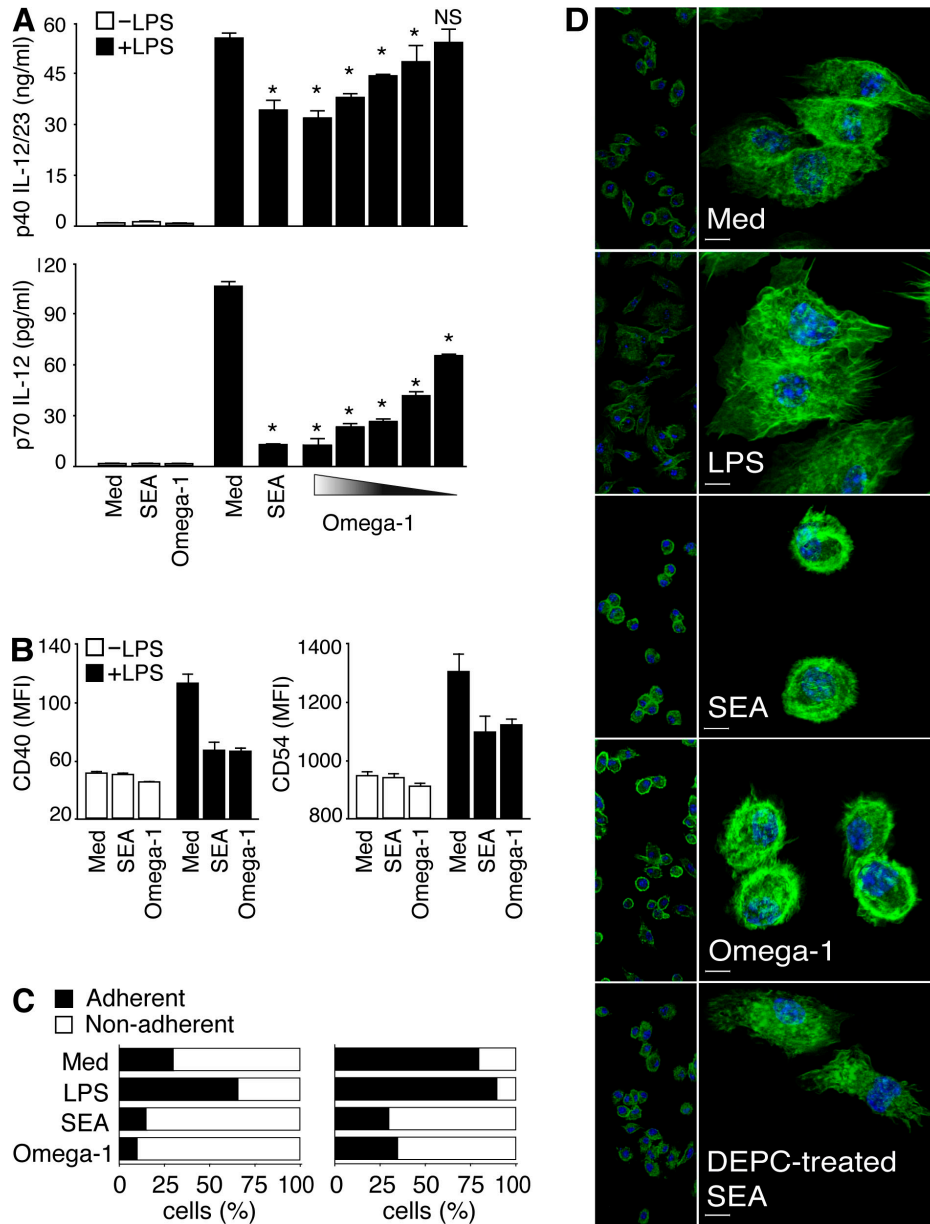 A
−LPS
+LPS
p40 IL-12/23 (ng/ml)
60
45
30
15
0
* * * * * * NS
p70 IL-12 (pg/ml)
120
90
60
30
0
* * * * * *
Med SEA Omega-1 Med SEA Omega-1
B
−LPS
+LPS
CD40 (MFI)
140
100
60
20
Med SEA Omega-1 Med SEA Omega-1
CD54 (MFI)
1400
1200
1000
800
Med SEA Omega-1 Med SEA Omega-1
C
Adherent
Non-adherent
Med
LPS
SEA
Omega-1
0 25 50 75 100 0 25 50 75 100
cells (%) cells (%)
D
Med
LPS
SEA
Omega-1
DEPC-treated
SEA